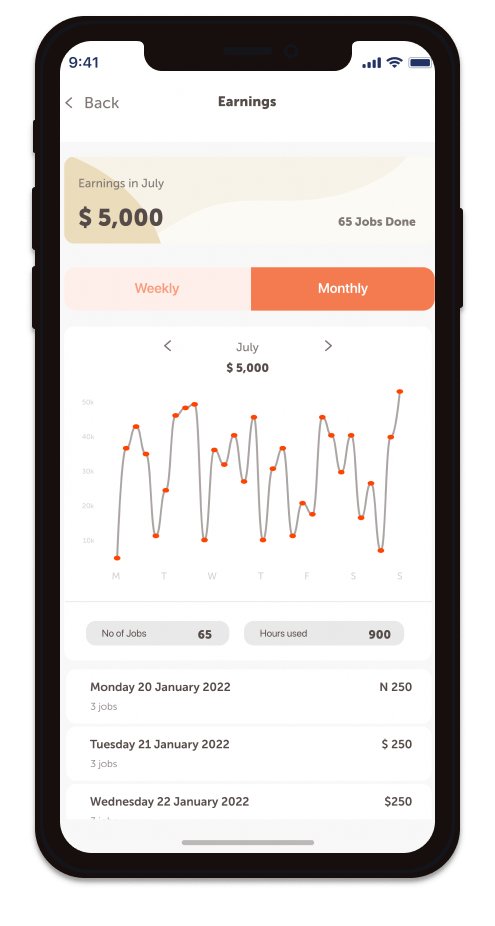 9:41
< Back Earnings
Earnings in July
$ 5,000
65 Jobs Done
Weekly Monthly
< July >
$ 5,000
50k
40k
30k
20k
10k
M T W T F S S
No of Jobs 65 Hours used 900
Monday 20 January 2022 N 250
3 jobs
Tuesday 21 January 2022 $ 250
3 jobs
Wednesday 22 January 2022 $250